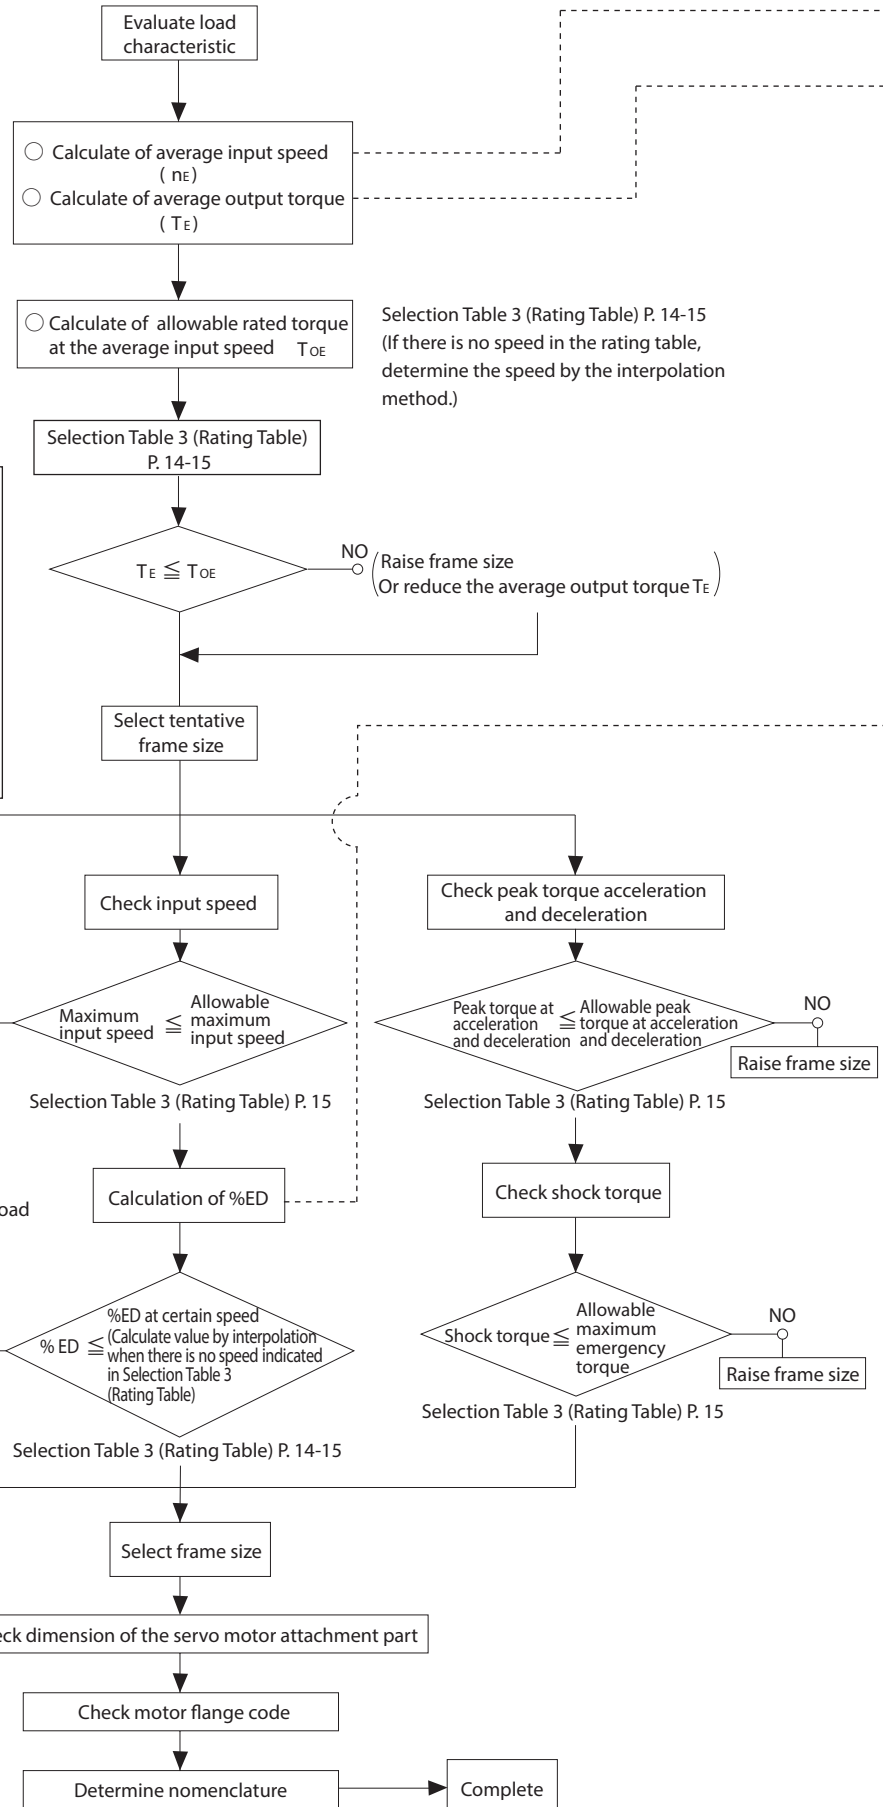 Evaluate load
characteristic
○ Calculate of average input speed
( nE)
○ Calculate of average output torque
( TE)
○ Calculate of allowable rated torque
at the average input speed TOE
Selection Table 3 (Rating Table) P. 14-15
(If there is no speed in the rating table,
determine the speed by the interpolation
method.)
Selection Table 3 (Rating Table)
P. 14-15
TE ≦ TOE
NO
(Raise frame size
Or reduce the average output torque TE)
Select tentative
frame size
Check input speed
Maximum
input speed
≦
Allowable
maximum
input speed
Selection Table 3 (Rating Table) P. 15
Calculation of %ED
% ED ≦
%ED at certain speed
(Calculate value by interpolation
when there is no speed indicated
in Selection Table 3
(Rating Table)
Selection Table 3 (Rating Table) P. 14-15
Check peak torque acceleration
and deceleration
Peak torque at
acceleration
and deceleration
≦
Allowable peak
torque at acceleration
and deceleration
NO
Raise frame size
Selection Table 3 (Rating Table) P. 15
Check shock torque
Shock torque ≦
Allowable
maximum
emergency
torque
NO
Raise frame size
Selection Table 3 (Rating Table) P. 15
Select frame size
dimension of the servo motor attachment part
Check motor flange code
Determine nomenclature
Complete